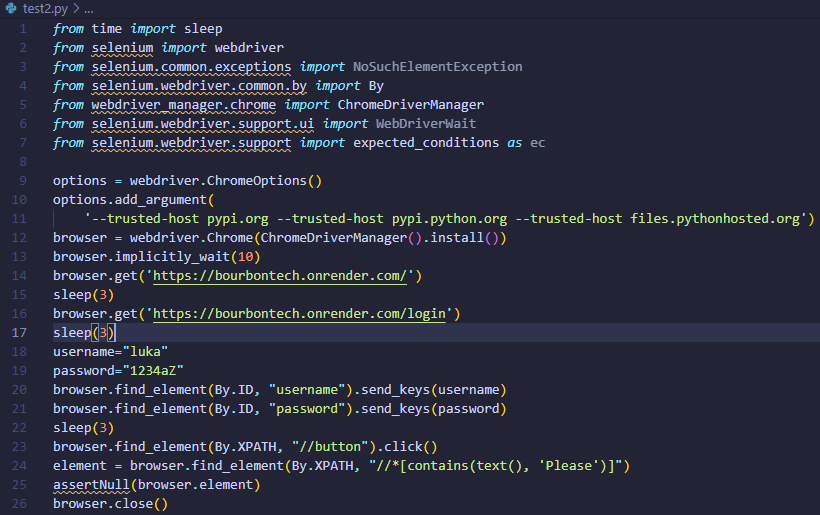 test2.py > ...
1 from time import sleep
2 from selenium import webdriver
3 from selenium.common.exceptions import NoSuchElementException
4 from selenium.webdriver.common.by import By
5 from webdriver_manager.chrome import ChromeDriverManager
6 from selenium.webdriver.support.ui import WebDriverWait
7 from selenium.webdriver.support import expected_conditions as ec
8
9 options = webdriver.ChromeOptions()
10 options.add_argument(
11     '--trusted-host pypi.org --trusted-host pypi.python.org --trusted-host files.pythonhosted.org')
12 browser = webdriver.Chrome(ChromeDriverManager().install())
13 browser.implicitly_wait(10)
14 browser.get('https://bourbontech.onrender.com/')
15 sleep(3)
16 browser.get('https://bourbontech.onrender.com/login')
17 sleep(3)
18 username="luka"
19 password="1234aZ"
20 browser.find_element(By.ID, "username").send_keys(username)
21 browser.find_element(By.ID, "password").send_keys(password)
22 sleep(3)
23 browser.find_element(By.XPATH, "//button").click()
24 element = browser.find_element(By.XPATH, "//*[contains(text(), 'Please')]")
25 assertNull(browser.element)
26 browser.close()